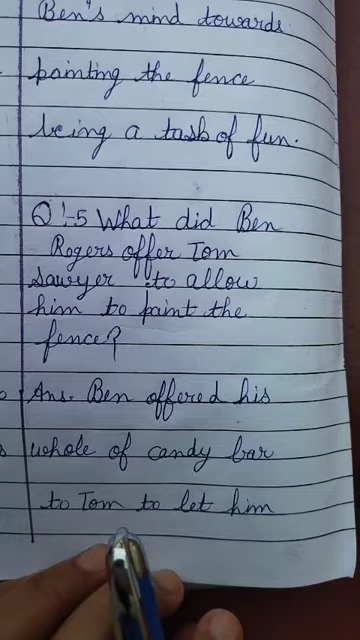 Ben's mind towards
painting the fence
being a task of fun.
Q!-5 What did Ben
Rogers offer Tom
Sawyer to allow
him to paint the
fence?
Ans. Ben offered his
whole of candy bar
to Tom to let him